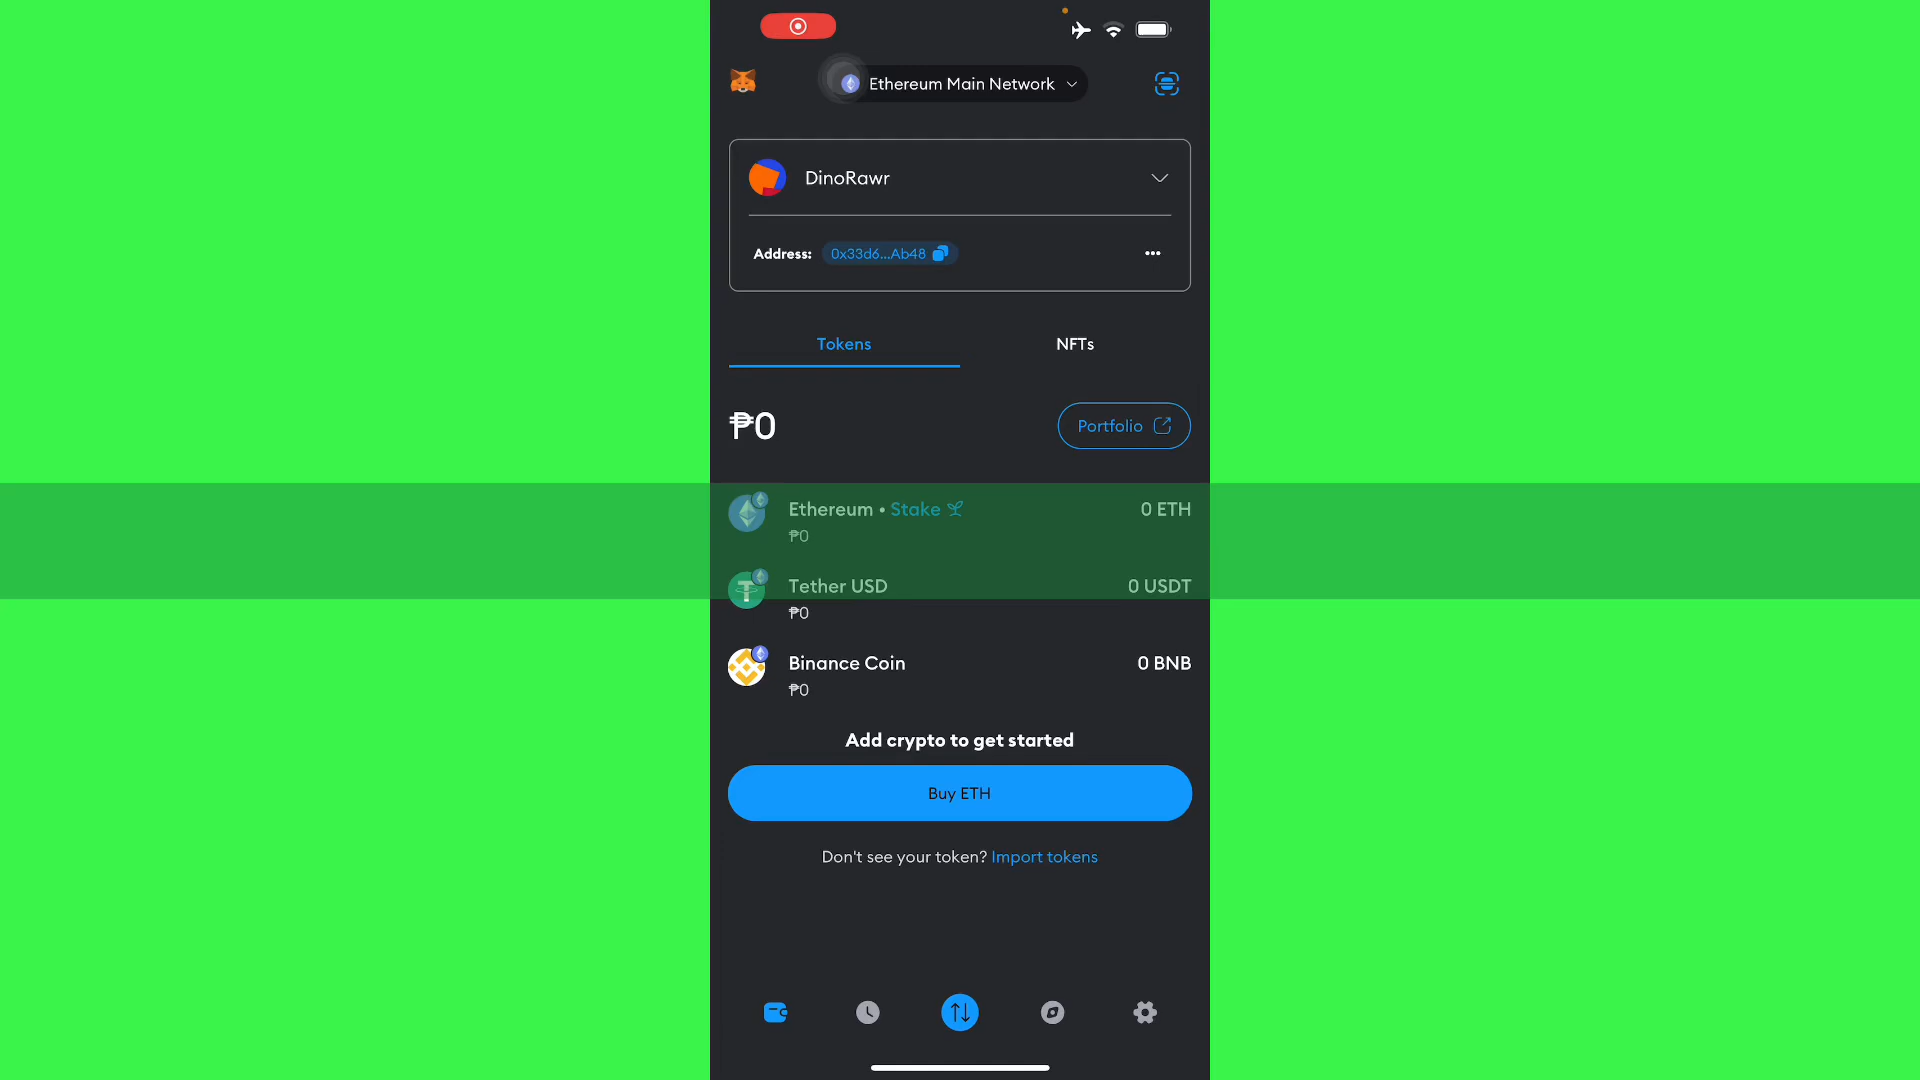 Ethereum Main Network
DinoRawr
Address: 0x33d6...Ab48
Tokens NFTs
₱0
Portfolio
Ethereum • Stake 0 ETH
₱0
Tether USD 0 USDT
₱0
Binance Coin 0 BNB
₱0
Add crypto to get started
Buy ETH
Don't see your token? Import tokens